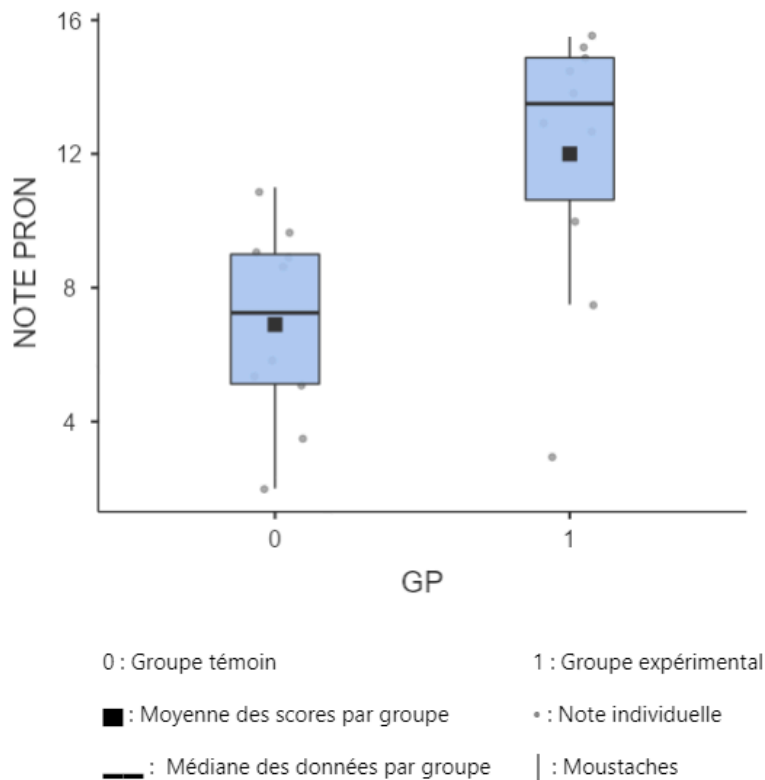 16
12
8
4
NOTE PRON
0
1
GP
0 : Groupe témoin
1 : Groupe expérimental
: Moyenne des scores par groupe
: Note individuelle
: Médiane des données par groupe
: Moustaches